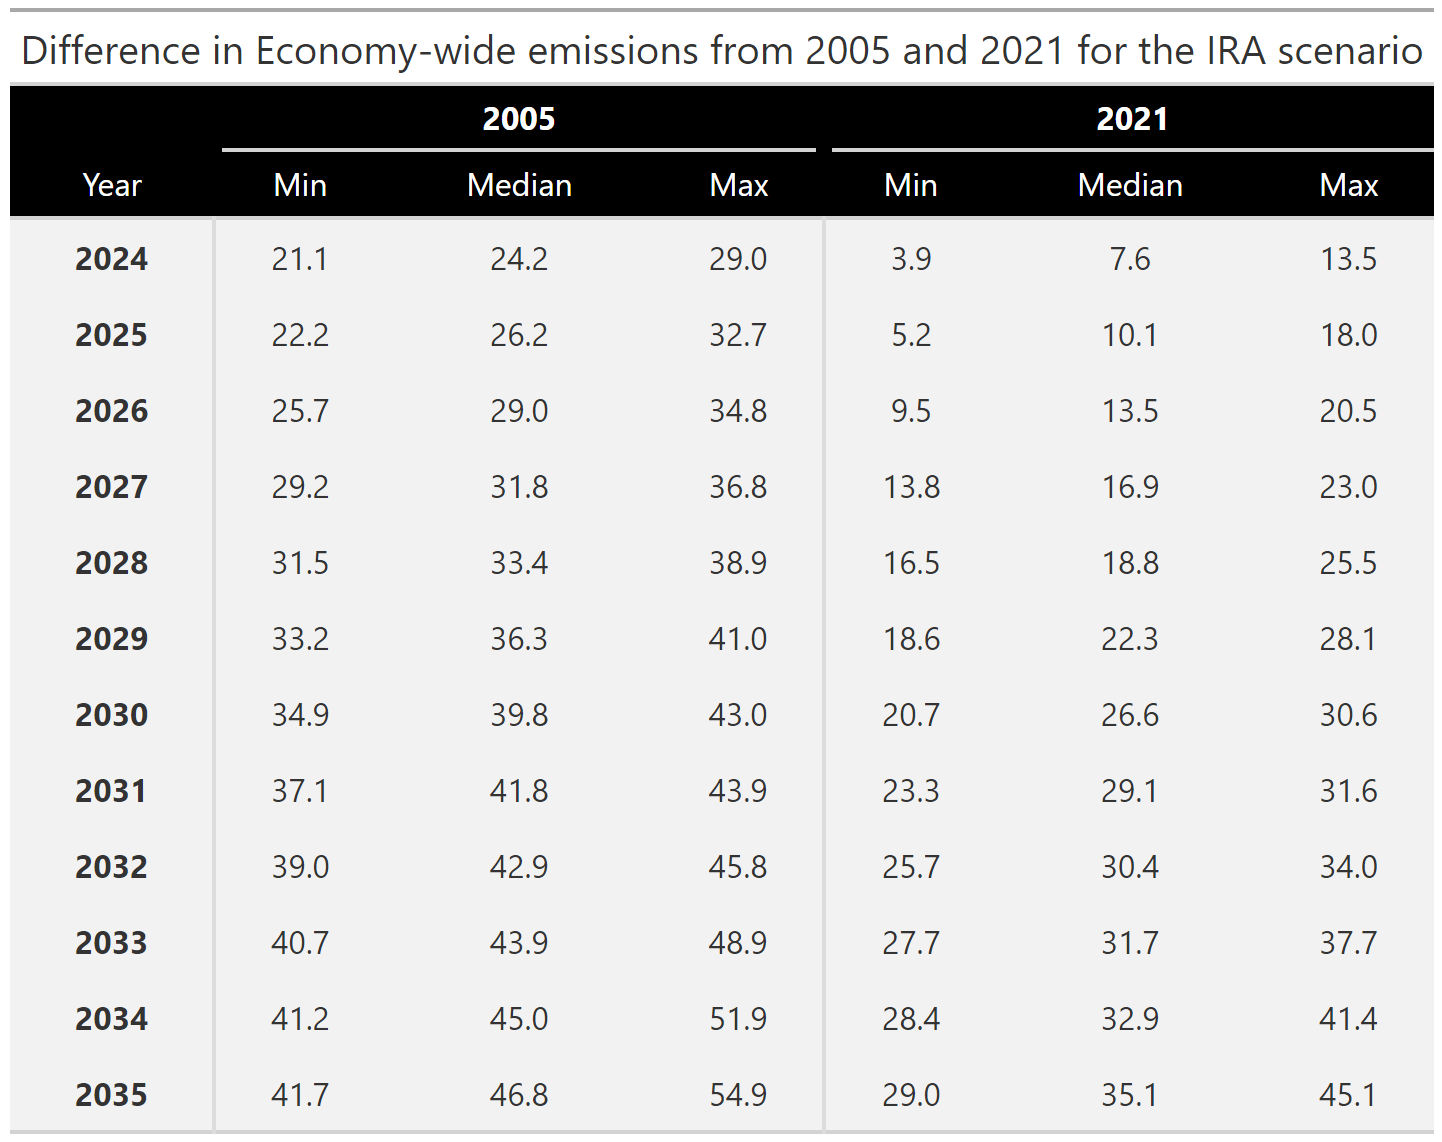 Difference in Economy-wide emissions from 2005 and 2021 for the IRA scenario
2005 2021
Year Min Median Max Min Median Max
2024 21.1 24.2 29.0 3.9 7.6 13.5
2025 22.2 26.2 32.7 5.2 10.1 18.0
2026 25.7 29.0 34.8 9.5 13.5 20.5
2027 29.2 31.8 36.8 13.8 16.9 23.0
2028 31.5 33.4 38.9 16.5 18.8 25.5
2029 33.2 36.3 41.0 18.6 22.3 28.1
2030 34.9 39.8 43.0 20.7 26.6 30.6
2031 37.1 41.8 43.9 23.3 29.1 31.6
2032 39.0 42.9 45.8 25.7 30.4 34.0
2033 40.7 43.9 48.9 27.7 31.7 37.7
2034 41.2 45.0 51.9 28.4 32.9 41.4
2035 41.7 46.8 54.9 29.0 35.1 45.1